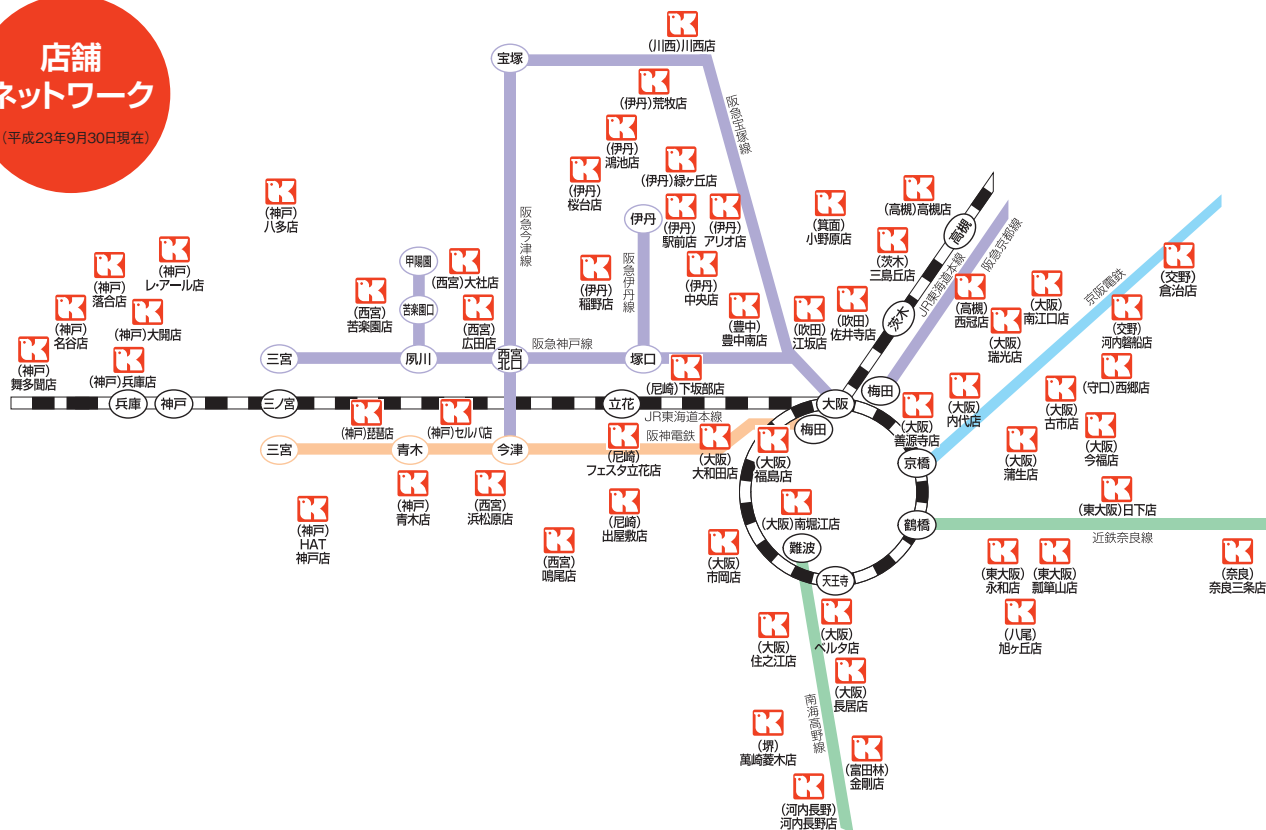 店舗
ネットワーク
(平成23年9月30日現在)
(川西)川西店
宝塚
(伊丹)荒牧店
阪急宝塚線
(伊丹)
鴻池店
(伊丹)緑ヶ丘店
(伊丹)
桜台店
(神戸)
八多店
伊丹
(伊丹)
駅前店
(伊丹)
アリオ店
(箕面)
小野原店
(高槻)高槻店
高槻
阪急今津線
阪急伊丹線
(茨木)
三島丘店
JR東海道本線
阪急京都線
京阪電鉄
(交野)
倉治店
(神戸)
レ・アール店
(神戸)
落合店
甲陽園
(西宮)大社店
(伊丹)
稲野店
(伊丹)
中央店
(神戸)
名谷店
(神戸)大開店
(西宮)
苦楽園店
苦楽園口
(西宮)
広田店
(豊中)
豊中南店
(吹田)
江坂店
(吹田)
佐井寺店
茨木
(高槻)
西冠店
(大阪)
瑞光店
(大阪)
南江口店
(交野)
河内磐船店
(神戸)
舞多聞店
(神戸)兵庫店
三宮
夙川
西宮
北口
阪急神戸線
塚口
(尼崎)下坂部店
(守口)西郷店
兵庫
神戸
三ノ宮
立花
大阪
梅田
(大阪)
内代店
(大阪)
古市店
(神戸)琵琶店
(神戸)セルバ店
JR東海道本線
阪神電鉄
梅田
(大阪)
善源寺店
(大阪)
今福店
三宮
青木
今津
(尼崎)
フェスタ立花店
(大阪)
大和田店
(大阪)
福島店
京橋
(大阪)
蒲生店
(神戸)
青木店
(西宮)
浜松原店
(尼崎)
出屋敷店
(大阪)南堀江店
(東大阪)日下店
(神戸)
HAT
神戸店
(西宮)
鳴尾店
(大阪)
市岡店
難波
鶴橋
近鉄奈良線
天王寺
(東大阪)
永和店
(東大阪)
瓢箪山店
(奈良)
奈良三条店
(大阪)
住之江店
(大阪)
ベルタ店
(八尾)
旭ヶ丘店
(大阪)
長居店
南海高野線
(堺)
萬崎菱木店
(富田林)
金剛店
(河内長野)
河内長野店